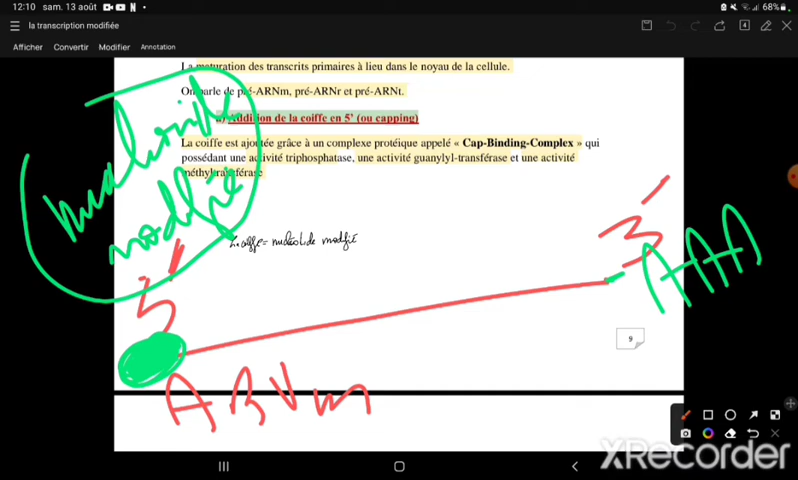 12:10 sam. 13 août
68%
la transcription modifiée
4
Afficher Convertir Modifier Annotation
La maturation des transcrits primaires à lieu dans le noyau de la cellule.
On parle de pré-ARNm, pré-ARNr et pré-ARNt.
a) Addition de la coiffe en 5' (ou capping)
La coiffe est ajoutée grâce à un complexe protéique appelé « Cap-Binding-Complex » qui
possédant une activité triphosphatase, une activité guanylyl-transférase et une activité
méthyltransférase
modifié
coiffe = nucléotide modifié
5'
3'
AAA
ARNm
9
XRecorder